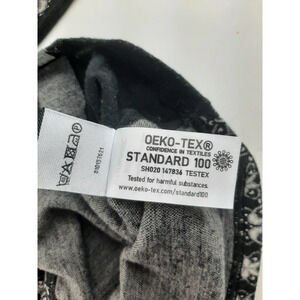 OEKO-TEX®
CONFIDENCE IN TEXTILES
STANDARD 100
SH020 147836 TESTEX
Tested for harmful substances.
www.oeko-tex.com/standard100